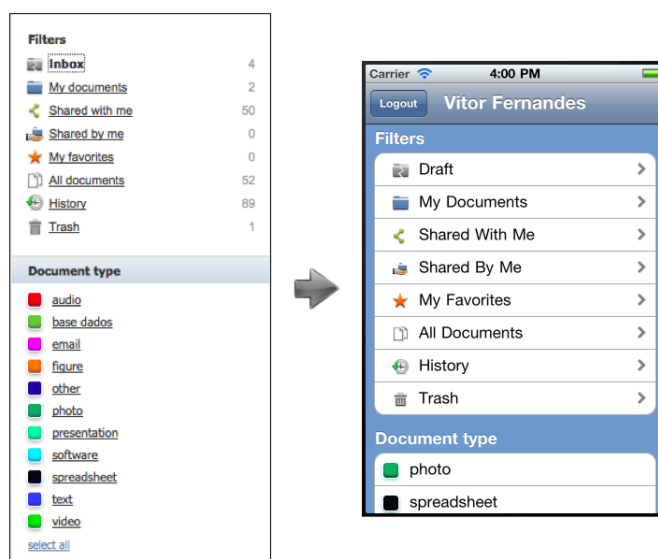 Filters
Inbox 4
My documents 2
Shared with me 50
Shared by me 0
My favorites 0
All documents 52
History 89
Trash 1
Document type
audio
base dados
email
figure
other
photo
presentation
software
spreadsheet
text
video
select all
Carrier 4:00 PM
Logout Vitor Fernandes
Filters
Draft
My Documents
Shared With Me
Shared By Me
My Favorites
All Documents
History
Trash
Document type
photo
spreadsheet